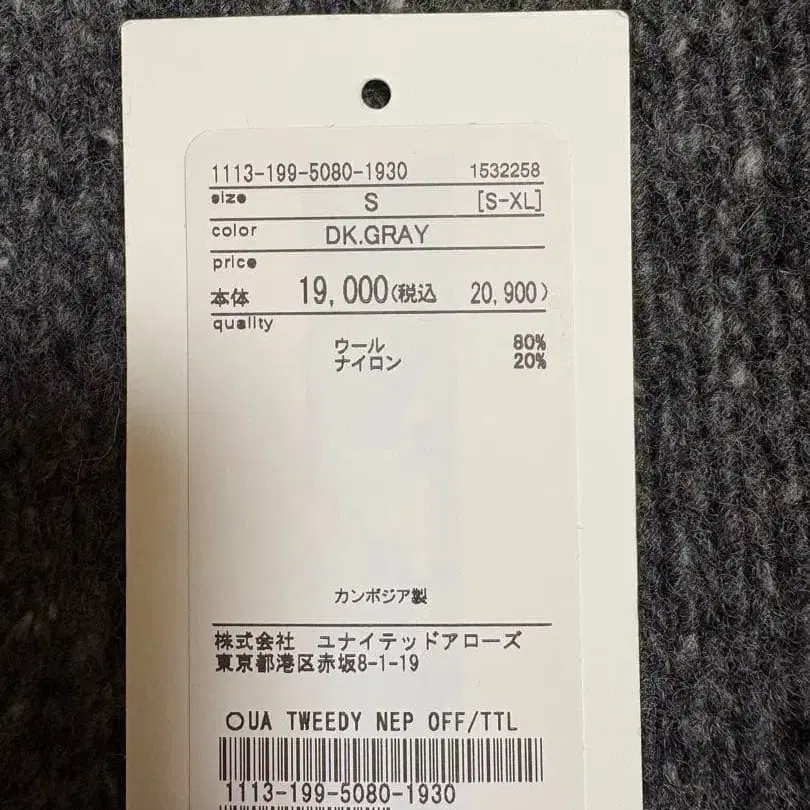 1113-199-5080-1930 1532258
size S [S-XL]
color DK.GRAY
price
本体 19,000(税込 20,900)
quality
ウール 80%
ナイロン 20%
カンボジア製
株式会社 ユナイテッドアローズ
東京都港区赤坂8-1-19
○UA TWEEDY NEP OFF/TTL
1113-199-5080-1930